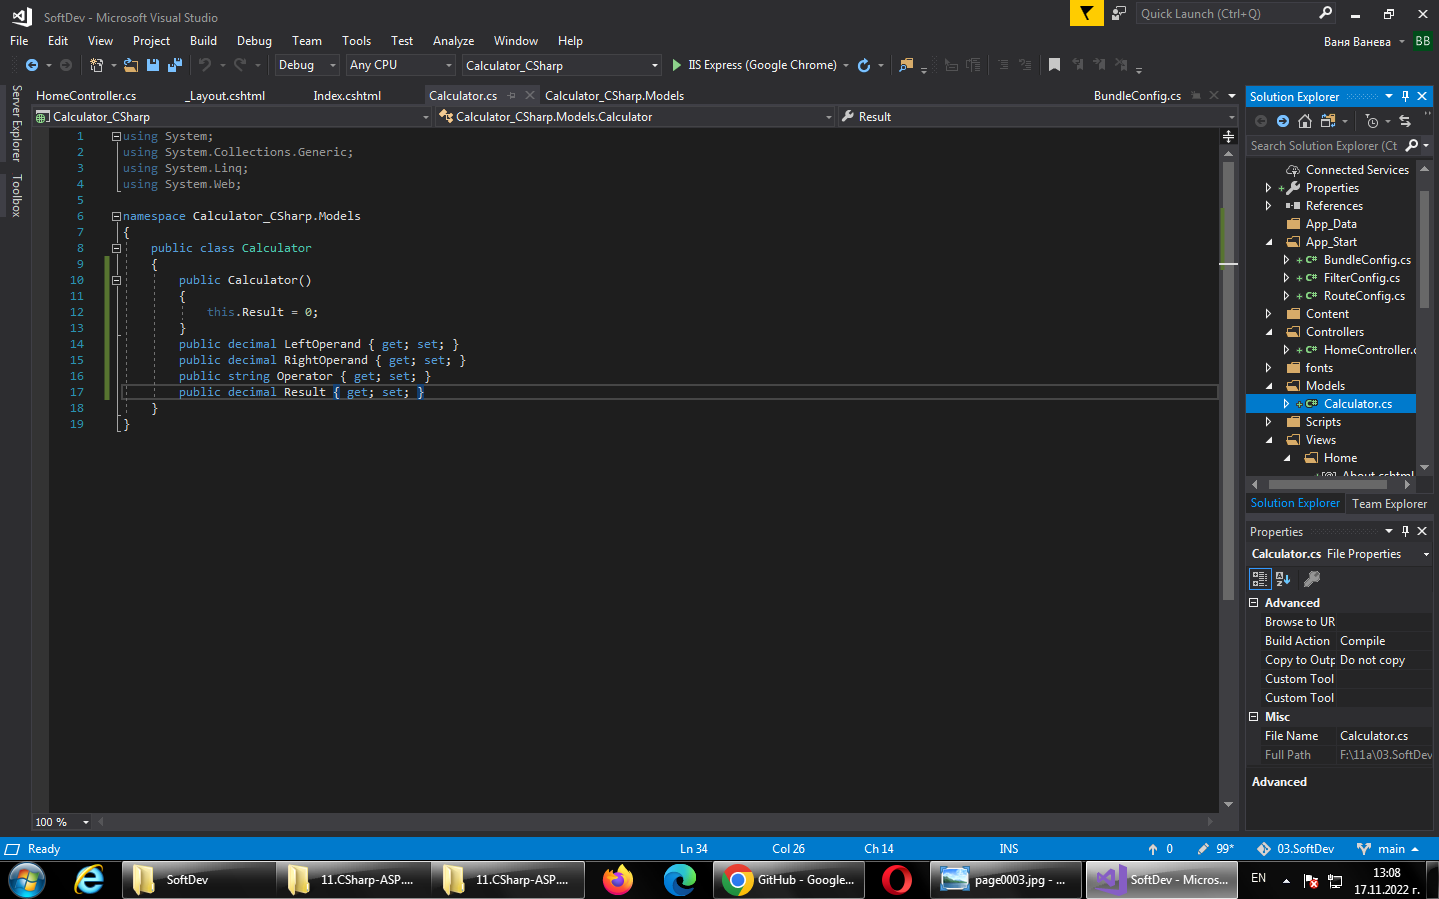 SoftDev - Microsoft Visual Studio
Quick Launch (Ctrl+Q)
File Edit View Project Build Debug Team Tools Test Analyze Window Help
Ваня Ванева BB
Debug Any CPU Calculator_CSharp IIS Express (Google Chrome)
Server Explorer
Toolbox
HomeController.cs _Layout.cshtml Index.cshtml Calculator.cs Calculator_CSharp.Models BundleConfig.cs
Calculator_CSharp Calculator_CSharp.Models.Calculator Result
1 using System;
2 using System.Collections.Generic;
3 using System.Linq;
4 using System.Web;
5
6 namespace Calculator_CSharp.Models
7 {
8 public class Calculator
9 {
10 public Calculator()
11 {
12 this.Result = 0;
13 }
14 public decimal LeftOperand { get; set; }
15 public decimal RightOperand { get; set; }
16 public string Operator { get; set; }
17 public decimal Result { get; set; }
18 }
19 }
100 %
Solution Explorer
Search Solution Explorer (Ct
Connected Services
Properties
References
App_Data
App_Start
C# BundleConfig.cs
C# FilterConfig.cs
C# RouteConfig.cs
Content
Controllers
C# HomeController.c
fonts
Models
C# Calculator.cs
Scripts
Views
Home
About.cshtml
Solution Explorer Team Explorer
Properties
Calculator.cs File Properties
Advanced
Browse to UR
Build Action Compile
Copy to Outp Do not copy
Custom Tool
Custom Tool
Misc
File Name Calculator.cs
Full Path F:\11a\03.SoftDev
Advanced
Ready Ln 34 Col 26 Ch 14 INS 0 99* 03.SoftDev main
SoftDev 11.CSharp-ASP.... 11.CSharp-ASP.... GitHub - Google... page0003.jpg - ... SoftDev - Micros... EN 13:08
17.11.2022 г.